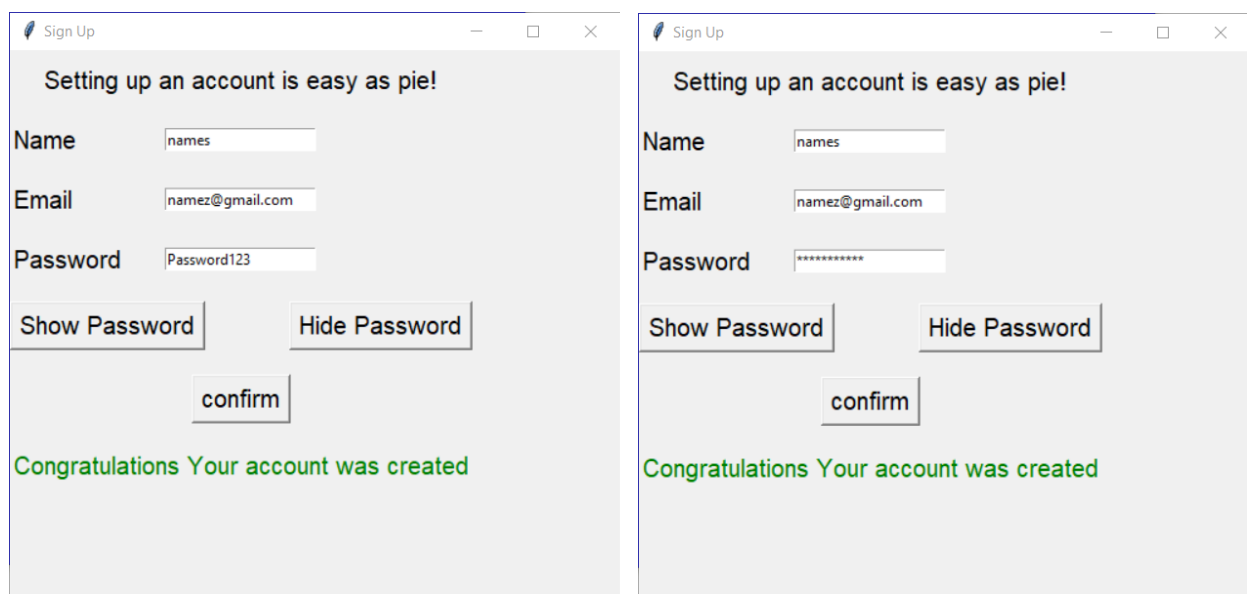 Sign Up
Setting up an account is easy as pie!
Name names
Email namez@gmail.com
Password Password123
Show Password Hide Password
confirm
Congratulations Your account was created
Sign Up
Setting up an account is easy as pie!
Name names
Email namez@gmail.com
Password ***********
Show Password Hide Password
confirm
Congratulations Your account was created